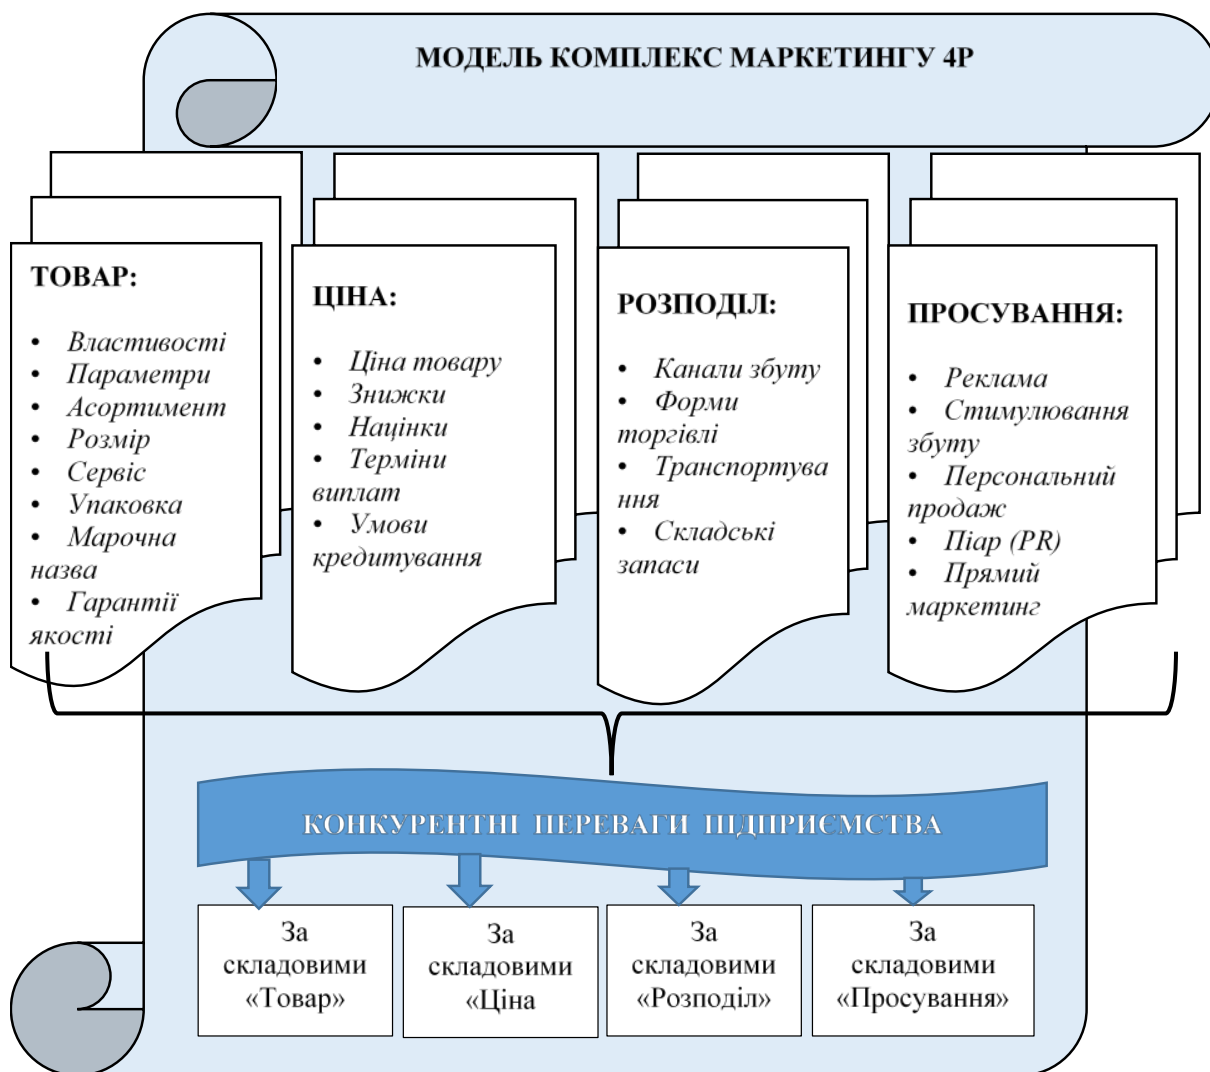 МОДЕЛЬ КОМПЛЕКС МАРКЕТИНГУ 4Р
ТОВАР:
• Властивості
• Параметри
• Асортимент
• Розмір
• Сервіс
• Упаковка
• Марочна
назва
• Гарантії
якості
ЦІНА:
• Ціна товару
• Знижки
• Націнки
• Терміни
виплат
• Умови
кредитування
РОЗПОДІЛ:
• Канали збуту
• Форми
торгівлі
• Транспортува
ння
• Складські
запаси
ПРОСУВАННЯ:
• Реклама
• Стимулювання
збуту
• Персональний
продаж
• Піар (PR)
• Прямий
маркетинг
КОНКУРЕНТНІ ПЕРЕВАГИ ПІДПРИЄМСТВА
За
складовими
«Товар»
За
складовими
«Ціна
За
складовими
«Розподіл»
За
складовими
«Просування»